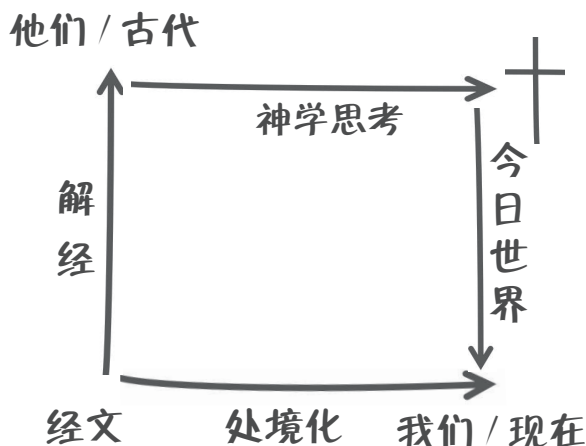 他们 / 古代
神学思考
解经
今日世界
经文
处境化
我们 / 现在